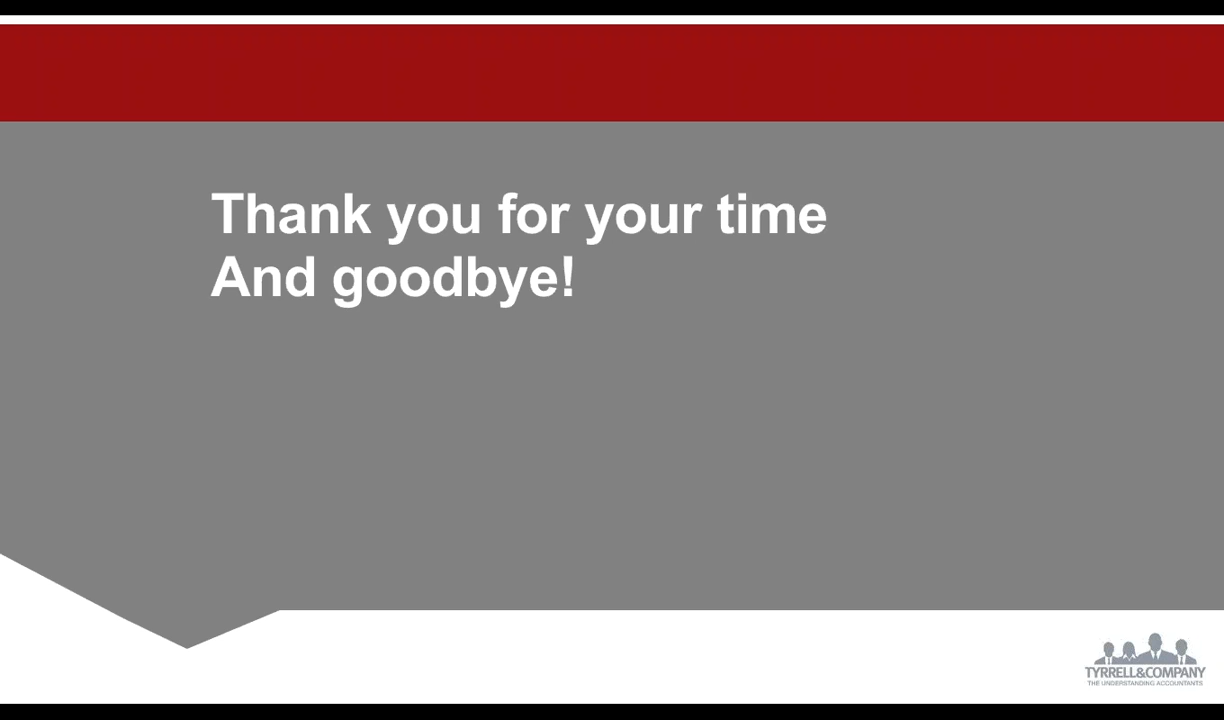 Thank you for your time
And goodbye!
TYRRELL&COMPANY
THE UNDERSTANDING ACCOUNTANTS